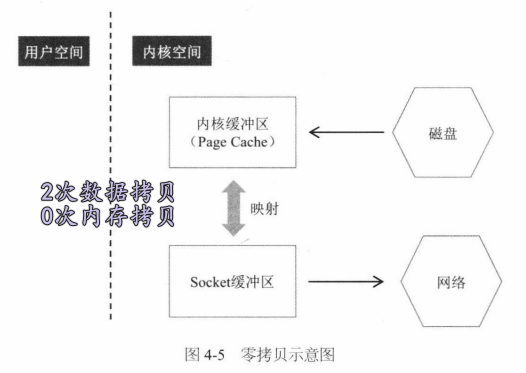 用户空间
内核空间
内核缓冲区
（Page Cache）
磁盘
2次数据拷贝
0次内存拷贝
映射
Socket缓冲区
网络
图 4-5 零拷贝示意图